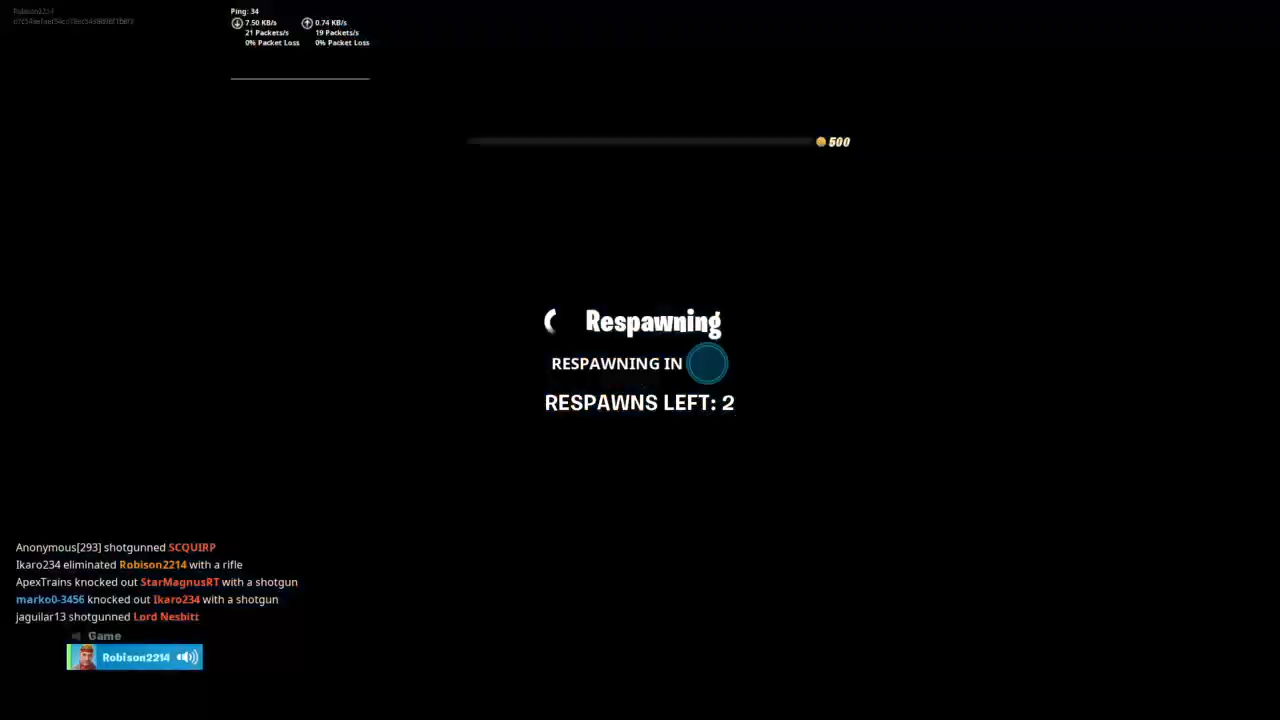 Robison2214
Ping: 34
7.50 KB/s 0.74 KB/s
21 Packets/s 19 Packets/s
0% Packet Loss 0% Packet Loss
500
Respawning
RESPAWNING IN
RESPAWNS LEFT: 2
Anonymous[293] shotgunned SCQUIRP
Ikaro234 eliminated Robison2214 with a rifle
ApexTrains knocked out StarMagnusRT with a shotgun
marko0-3456 knocked out Ikaro234 with a shotgun
jaguilar13 shotgunned Lord Nesbitt
Game
Robison2214